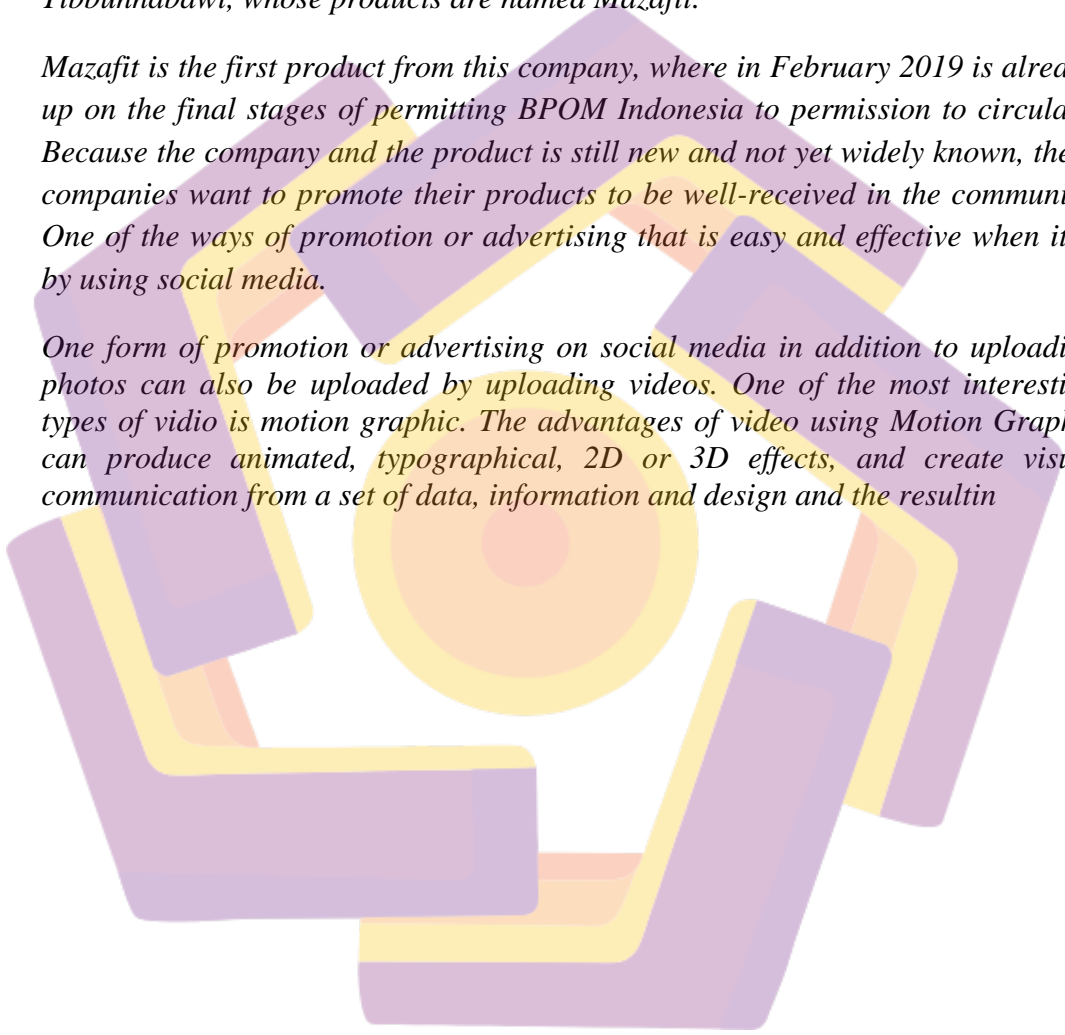 Tibbunnabawi, whose products are named Mazafit.
Mazafit is the first product from this company, where in February 2019 is alrea
up on the final stages of permitting BPOM Indonesia to permission to circula
Because the company and the product is still new and not yet widely known, the
companies want to promote their products to be well-received in the communi
One of the ways of promotion or advertising that is easy and effective when it
by using social media.
One form of promotion or advertising on social media in addition to uploadi
photos can also be uploaded by uploading videos. One of the most interesti
types of vidio is motion graphic. The advantages of video using Motion Graph
can produce animated, typographical, 2D or 3D effects, and create visu
communication from a set of data, information and design and the resultin